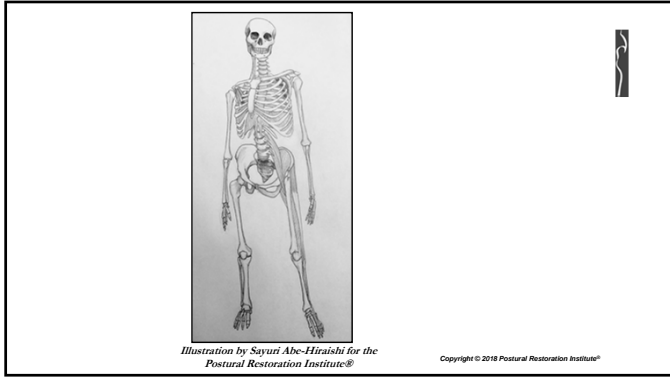 Illustration by Sayuri Abe-Hiraishi for the
Postural Restoration Institute®
Copyright © 2018 Postural Restoration Institute®